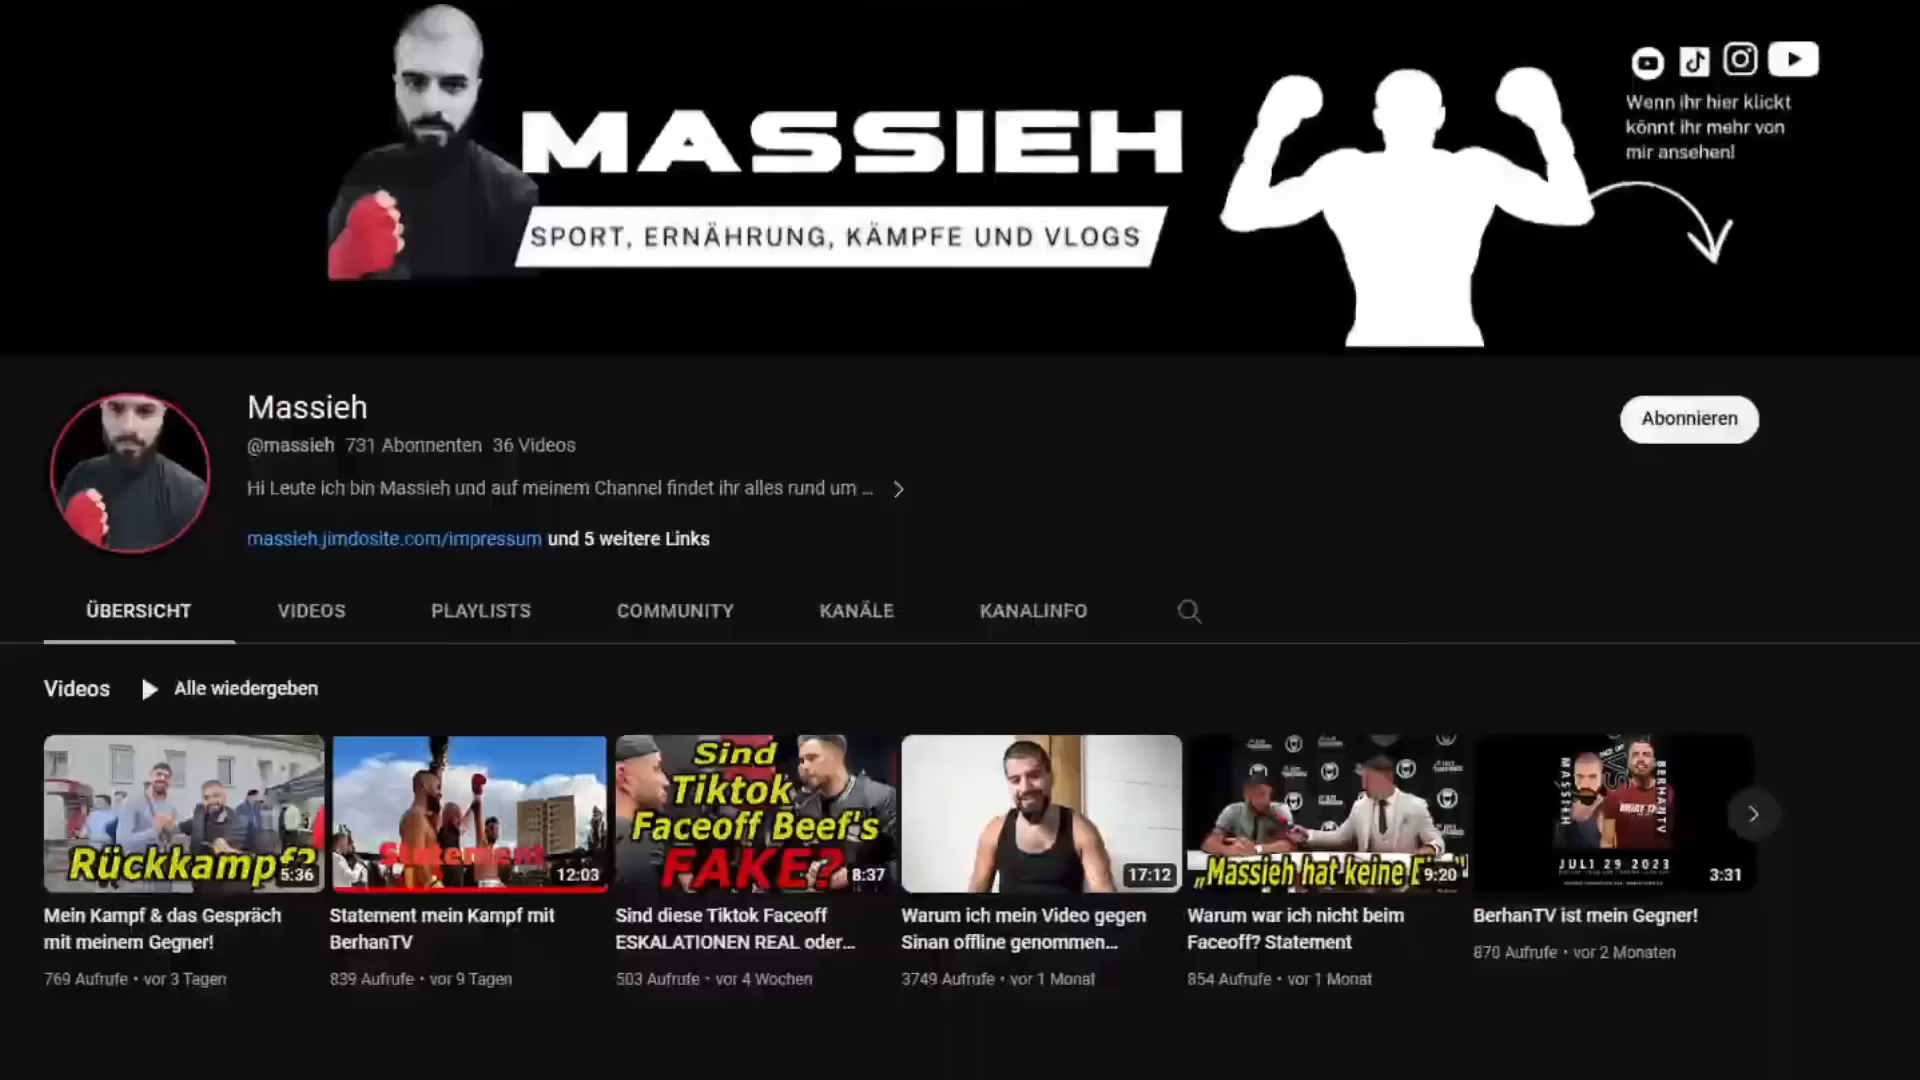 MASSIEH
SPORT, ERNÄHRUNG, KÄMPFE UND VLOGS
Wenn ihr hier klickt
könnt ihr mehr von
mir ansehen!
Massieh
@massieh 731 Abonnenten 36 Videos
Hi Leute ich bin Massieh und auf meinem Channel findet ihr alles rund um ...
massieh.jimdosite.com/impressum und 5 weitere Links
Abonnieren
ÜBERSICHT VIDEOS PLAYLISTS COMMUNITY KANÄLE KANALINFO
Videos Alle wiedergeben
Rückkampf?
5:36
Mein Kampf & das Gespräch
mit meinem Gegner!
769 Aufrufe • vor 3 Tagen
Statement
12:03
Statement mein Kampf mit
BerhanTV
839 Aufrufe • vor 9 Tagen
Sind
Tiktok
Faceoff Beef's
FAKE?
8:37
Sind diese Tiktok Faceoff
ESKALATIONEN REAL oder...
503 Aufrufe • vor 4 Wochen
17:12
Warum ich mein Video gegen
Sinan offline genommen...
3749 Aufrufe • vor 1 Monat
„Massieh hat keine
9:20
Warum war ich nicht beim
Faceoff? Statement
854 Aufrufe • vor 1 Monat
MASSIEH
BERHANTV
JULI 29 2023
3:31
BerhanTV ist mein Gegner!
870 Aufrufe • vor 2 Monaten